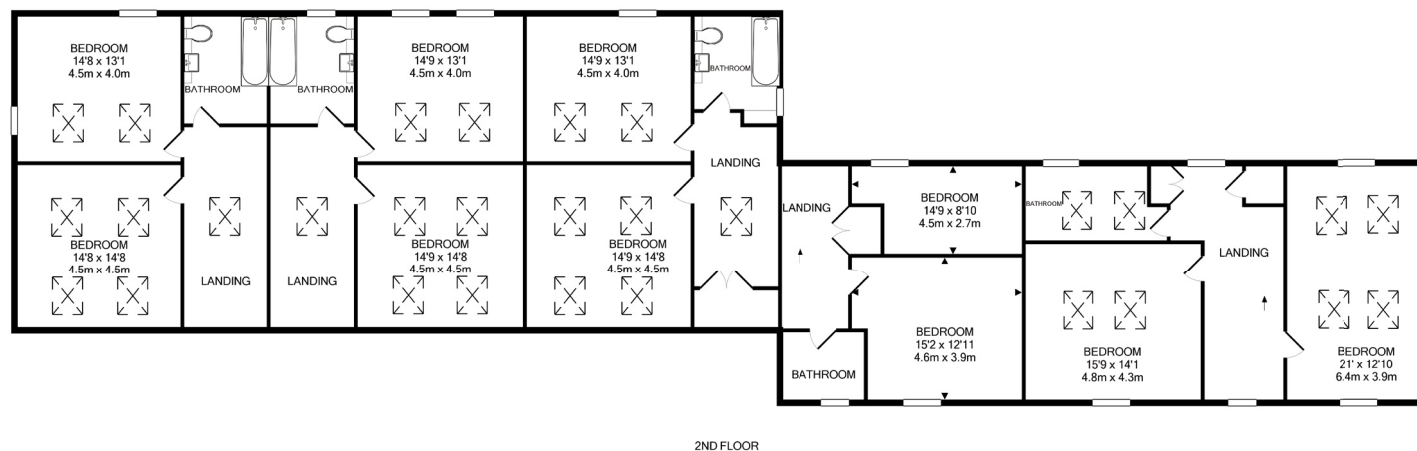 BEDROOM
14'8 x 13'1
4.5m x 4.0m
BATHROOM
BATHROOM
BEDROOM
14'9 x 13'1
4.5m x 4.0m
BEDROOM
14'9 x 13'1
4.5m x 4.0m
BATHROOM
BEDROOM
14'8 x 14'8
4.5m x 4.5m
LANDING
LANDING
BEDROOM
14'9 x 14'8
4.5m x 4.5m
BEDROOM
14'9 x 14'8
4.5m x 4.5m
LANDING
LANDING
BEDROOM
14'9 x 8'10
4.5m x 2.7m
BATHROOM
LANDING
BEDROOM
15'2 x 12'11
4.6m x 3.9m
BATHROOM
BEDROOM
15'9 x 14'1
4.8m x 4.3m
BEDROOM
21' x 12'10
6.4m x 3.9m
2ND FLOOR